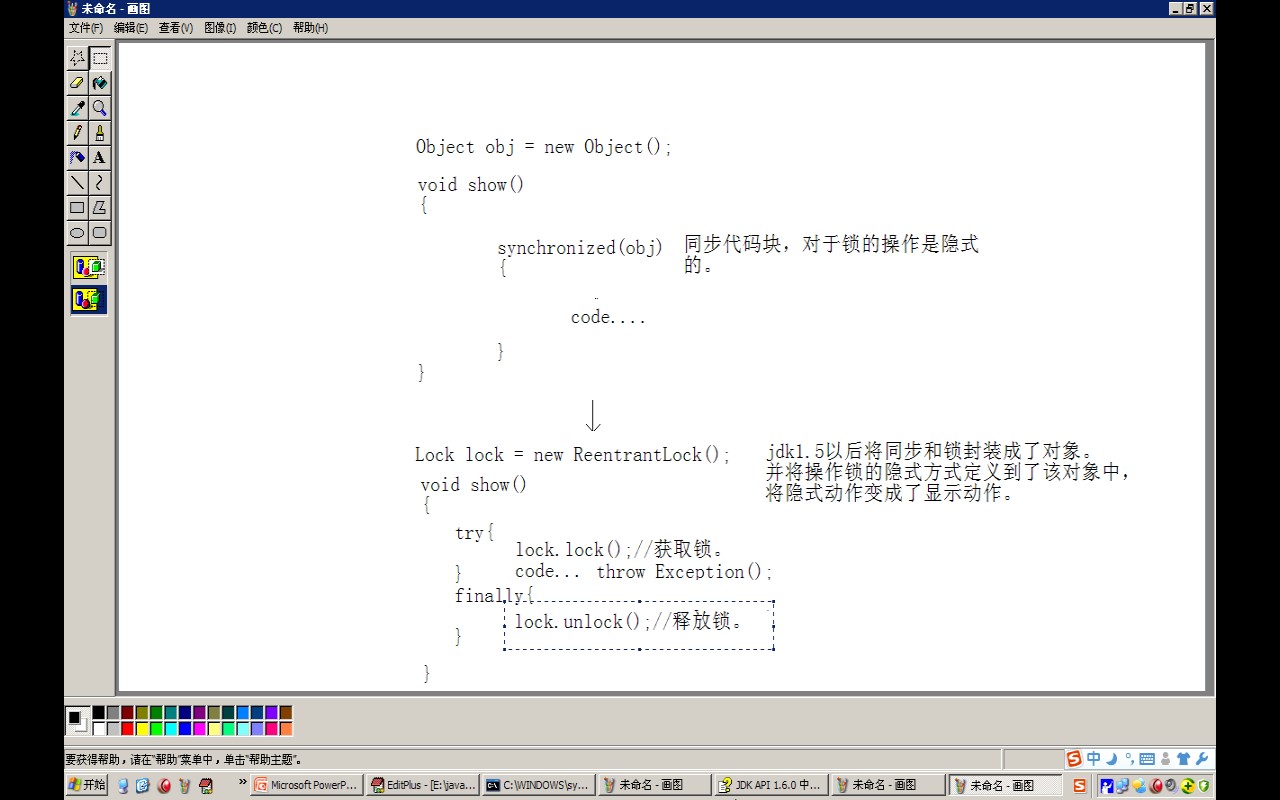 未命名 - 画图
文件(F) 编辑(E) 查看(V) 图像(I) 颜色(C) 帮助(H)
A
Object obj = new Object();
void show()
{
synchronized(obj) 同步代码块，对于锁的操作是隐式
{ 的。
code....
}
}
Lock lock = new ReentrantLock(); jdk1.5以后将同步和锁封装成了对象。
并将操作锁的隐式方式定义到了该对象中，
void show() 将隐式动作变成了显示动作。
{
try{
lock.lock();//获取锁。
} code... throw Exception();
finally{
lock.unlock();//释放锁。
}
}
要获得帮助，请在“帮助”菜单中，单击“帮助主题”。
中
开始 » Microsoft PowerP... EditPlus - [E:\java... C:\WINDOWS\sy... 未命名 - 画图 JDK API 1.6.0 中... 未命名 - 画图 未命名 - 画图